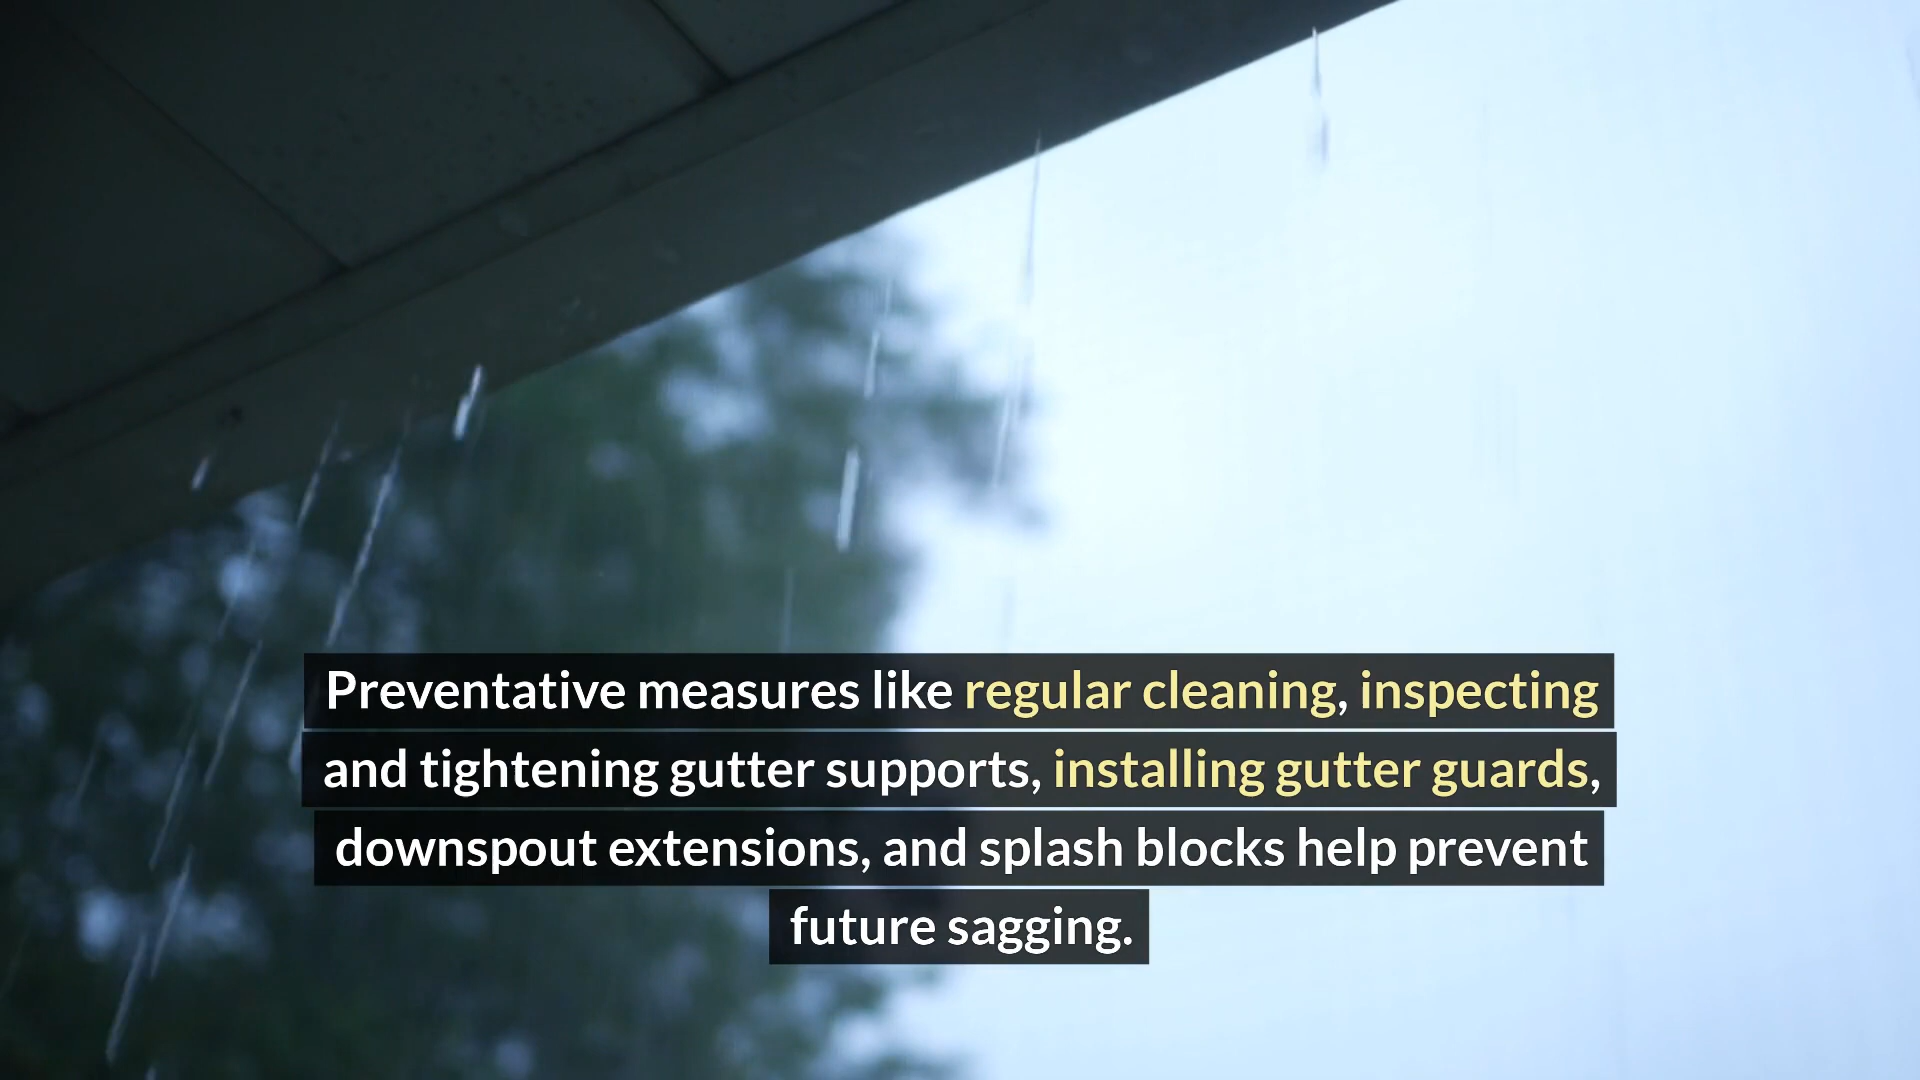 Preventative measures like regular cleaning, inspecting
and tightening gutter supports, installing gutter guards,
downspout extensions, and splash blocks help prevent
future sagging.